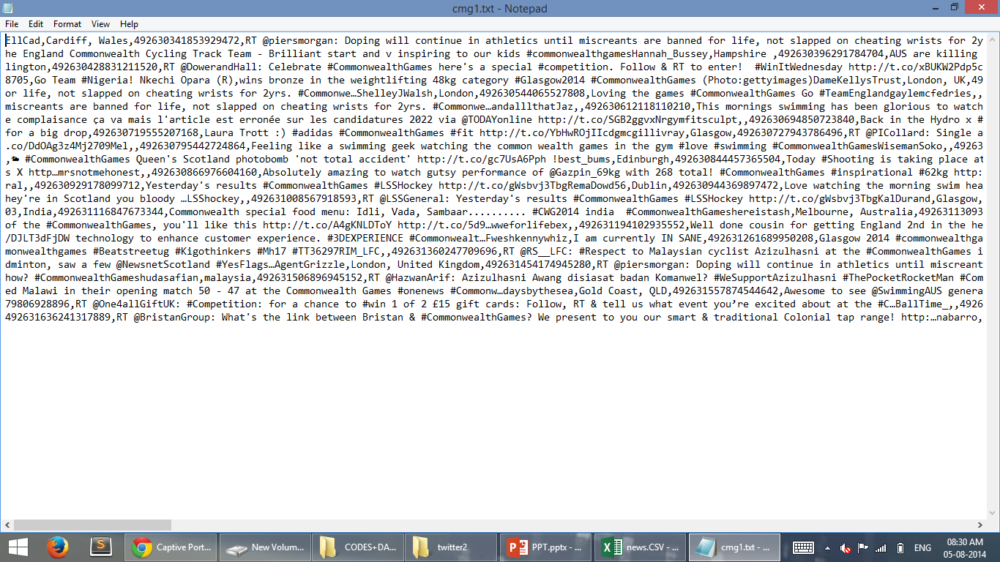 cmg1.txt - Notepad
File Edit Format View Help
EllCad,Cardiff, Wales,492630341853929472,RT @piersmorgan: Doping will continue in athletics until miscreants are banned for life, not slapped on cheating wrists for 2y
he England Commonwealth Cycling Track Team - Brilliant start and v inspiring to our kids #commonwealthgamesHannah_Bussey,Hampshire ,492630396291784704,AUS are killing
lington,492630428831211520,RT @DowerandHall: Celebrate #CommonwealthGames here's a special #competition. Follow & RT to enter!  #WinItWednesday http://t.co/xBUKW2Pdp5c
8705,Go Team #Nigeria! Nkechi Opara (R),wins bronze in the weightlifting 48kg category #Glasgow2014 #CommonwealthGames (Photo:gettyimages)DameKellysTrust,London, UK,49
or life, not slapped on cheating wrists for 2yrs. #Commonwe…ShelleyJWalsh,London,492630544065527808,Loving the games #CommonwealthGames Go #TeamEnglandgaylemcfedries,,
miscreants are banned for life, not slapped on cheating wrists for 2yrs. #Commonwe…andalllthatJaz,,492630612118110210,This mornings swimming has been glorious to watch
e complaisance ça va mais l'article est erronée sur les candidatures 2022 via @TODAYonline http://t.co/SGB2ggvxNrgymfitsculpt,,492630694850723840,Back in the Hydro x #
for a big drop,492630719555207168,Laura Trott :) #adidas #CommonwealthGames #fit http://t.co/YbHwROjIIcdgmcgillivray,Glasgow,492630727943786496,RT @PICollard: Single a
.co/DdOAg3z4Mj2709Mel,,492630795442724864,Feeling like a swimming geek watching the common wealth games in the gym #love #swimming #CommonwealthGamesWisemanSoko,,49263
,🌥 #CommonwealthGames Queen's Scotland photobomb 'not total accident' http://t.co/gc7UsA6Pph !best_bums,Edinburgh,492630844457365504,Today #Shooting is taking place at
s X http…mrsnotmehonest,,492630866976604160,Absolutely amazing to watch gutsy performance of @Gazpin_69kg with 268 total! #CommonwealthGames #inspirational #62kg http:
ral,,492630929178099712,Yesterday's results #CommonwealthGames #LSSHockey http://t.co/gWsbvj3TbgRemaDowd56,Dublin,492630944369897472,Love watching the morning swim hea
hey're in Scotland you bloody …LSShockey,,492631008567918593,RT @LSSGeneral: Yesterday's results #CommonwealthGames #LSSHockey http://t.co/gWsbvj3TbgKalDurand,Glasgow,
03,India,492631116847673344,Commonwealth special food menu: Idli, Vada, Sambaar.......... #CWG2014 india  #CommonwealthGameshereistash,Melbourne, Australia,49263113093
of the #CommonwealthGames, you'll like this http://t.co/A4gKNLDToY http://t.co/5d9…wweforlifebex,,492631194102935552,Well done cousin for getting England 2nd in the he
/DJLT3dFjDW technology to enhance customer experience. #3DEXPERIENCE #Commonwealt…Fweshkennywhiz,I am currently IN SANE,492631261689950208,Glasgow 2014 #commonwealthga
monwealthgames #Beatstreetug #Kigothinkers #Mh17 #TT36297RIM_LFC,,492631360247709696,RT @RS__LFC: #Respect to Malaysian cyclist Azizulhasni at the #CommonwealthGames i
dminton, saw a few @NewsnetScotland #YesFlags…AgentGrizzle,London, United Kingdom,492631454174945280,RT @piersmorgan: Doping will continue in athletics until miscreant
how? #CommonwealthGameshudasafian,malaysia,492631506896945152,RT @HazwanArif: Azizulhasni Awang disiasat badan Komanwel? #WeSupportAzizulhasni #ThePocketRocketMan #Com
ed Malawi in their opening match 50 - 47 at the Commonwealth Games #onenews #Commonw…daysbythesea,Gold Coast, QLD,492631557874544642,Awesome to see @SwimmingAUS genera
79806928896,RT @One4allGiftUK: #Competition: for a chance to #win 1 of 2 £15 gift cards: Follow, RT & tell us what event you’re excited about at the #C…BallTime_,,4926
492631636241317889,RT @BristanGroup: What's the link between Bristan & #CommonwealthGames? We present to you our smart & traditional Colonial tap range! http:…nabarro,
Captive Port... New Volum... CODES+DA... twitter2 PPT.pptx - ... news.CSV - ... cmg1.txt - ... ENG 08:30 AM
05-08-2014